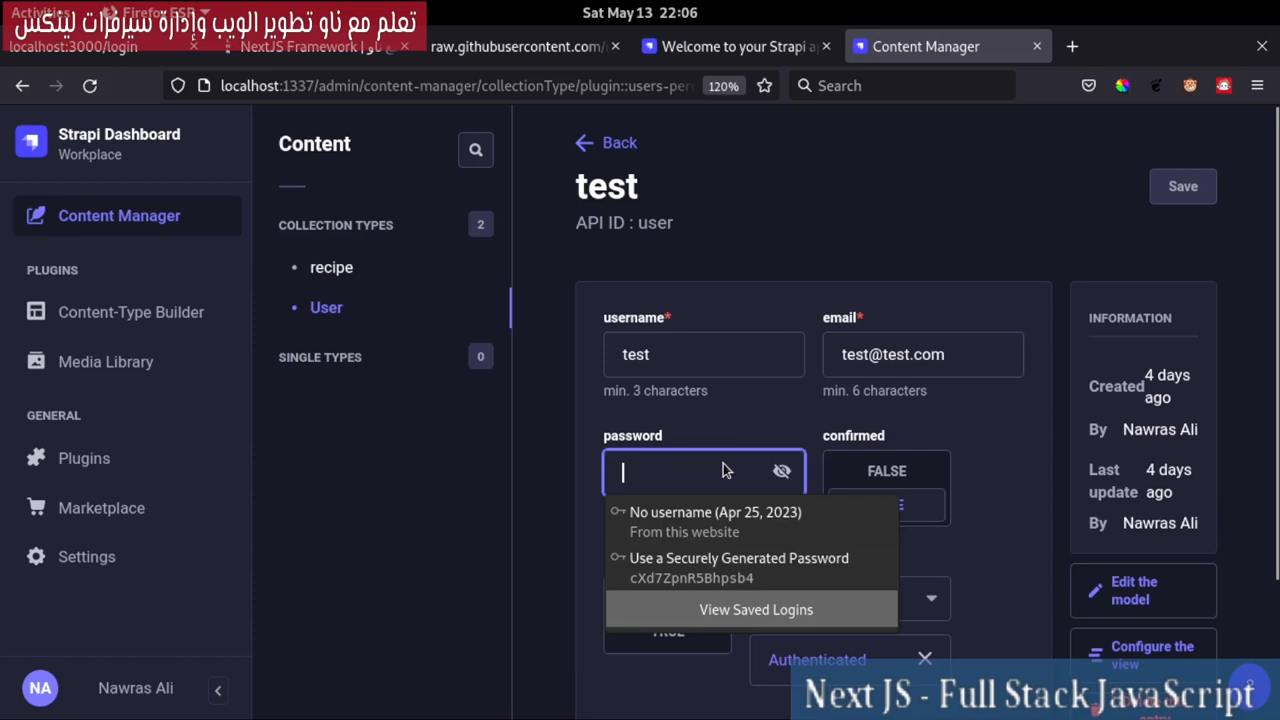 Activities
Firefox ESR
Sat May 13 22:06
تعلم مع ناو تطوير الويب وإدارة سيرفرات لينكس
localhost:3000/login
NextJS Framework |
raw.githubusercontent.com/
Welcome to your Strapi a
Content Manager
localhost:1337/admin/content-manager/collectionType/plugin::users-per
120%
Search
Strapi Dashboard
Workplace
Content Manager
PLUGINS
Content-Type Builder
Media Library
GENERAL
Plugins
Marketplace
Settings
NA
Nawras Ali
Content
COLLECTION TYPES
2
recipe
User
SINGLE TYPES
0
Back
test
API ID : user
Save
username*
email*
test
test@test.com
min. 3 characters
min. 6 characters
password
confirmed
FALSE
No username (Apr 25, 2023)
From this website
Use a Securely Generated Password
cXd7ZpnR5Bhpsb4
View Saved Logins
TRUE
Authenticated
INFORMATION
Created
4 days
ago
By
Nawras Ali
Last
update
4 days
ago
By
Nawras Ali
Edit the
model
Configure the
view
Next JS - Full Stack JavaScript